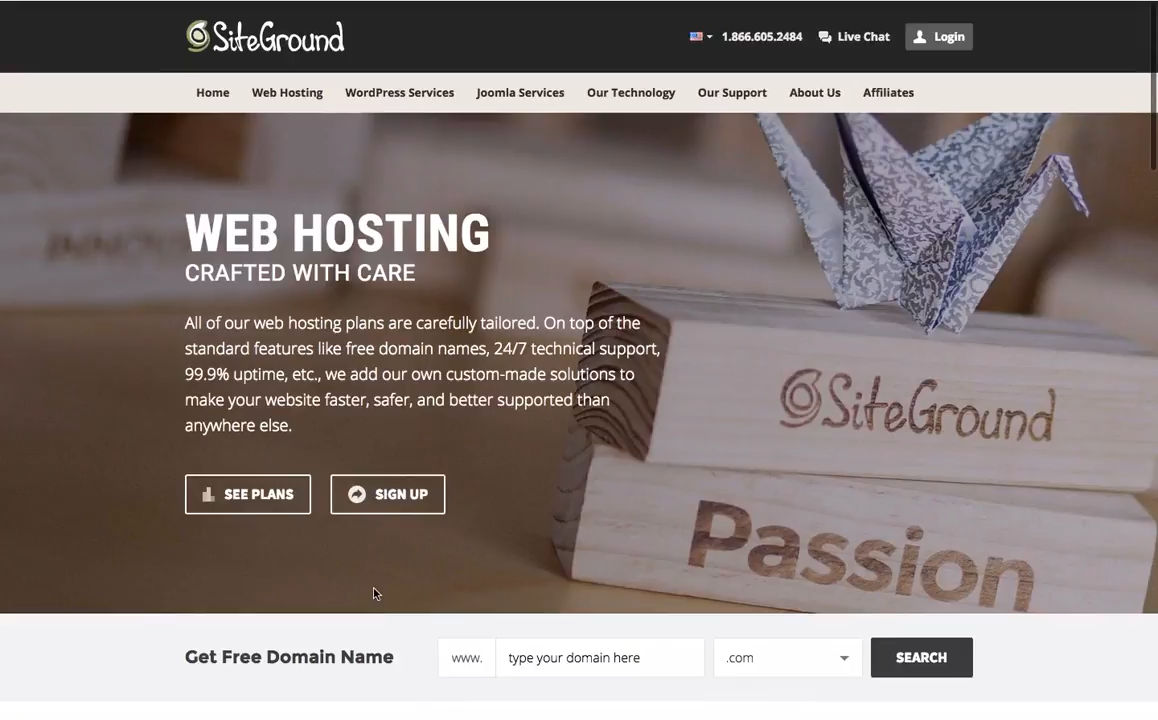 SiteGround
1.866.605.2484 Live Chat Login
Home Web Hosting WordPress Services Joomla Services Our Technology Our Support About Us Affiliates
WEB HOSTING
CRAFTED WITH CARE
All of our web hosting plans are carefully tailored. On top of the
standard features like free domain names, 24/7 technical support,
99.9% uptime, etc., we add our own custom-made solutions to
make your website faster, safer, and better supported than
anywhere else.
SEE PLANS SIGN UP
SiteGround
Passion
Get Free Domain Name www. type your domain here .com SEARCH